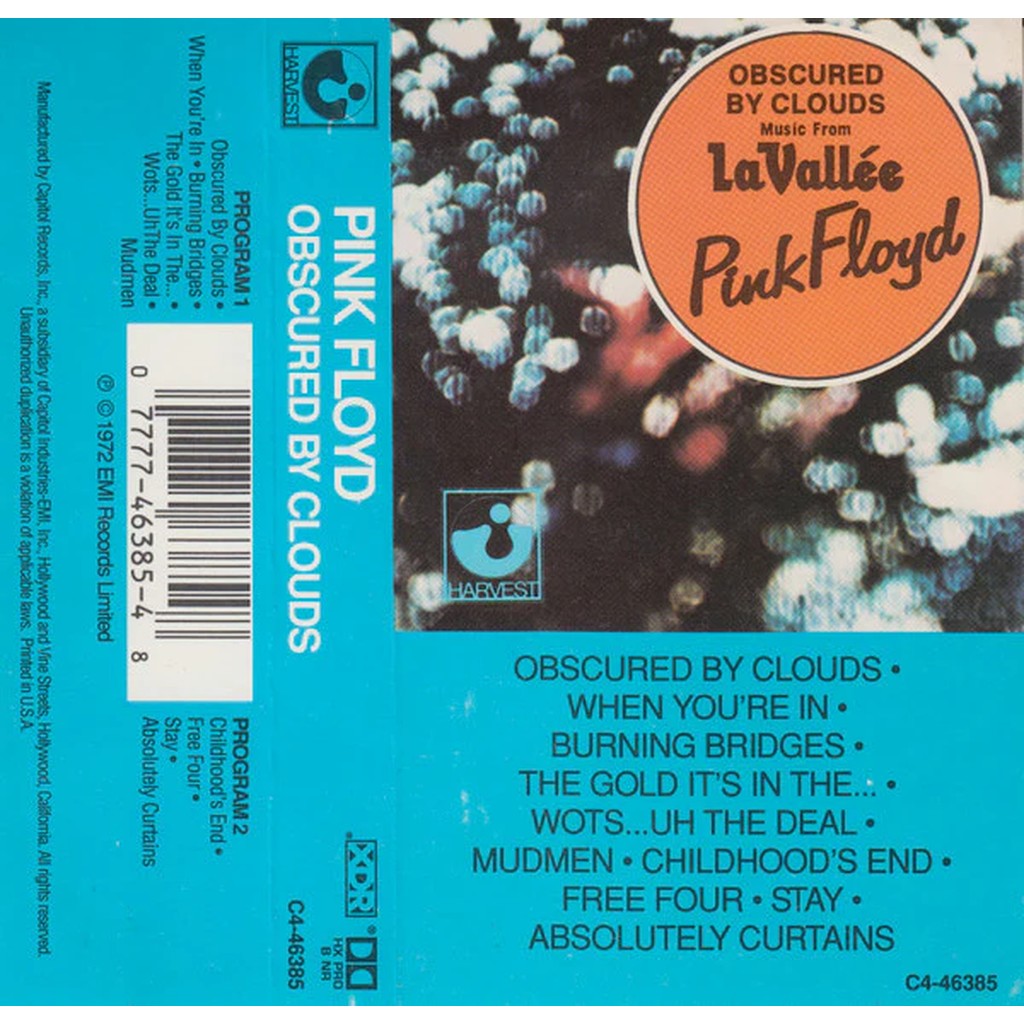 OBSCURED
BY CLOUDS
Music From
La Vallée
Pink Floyd
HARVEST
OBSCURED BY CLOUDS •
WHEN YOU'RE IN •
BURNING BRIDGES •
THE GOLD IT'S IN THE... •
WOTS...UH THE DEAL •
MUDMEN • CHILDHOOD'S END •
FREE FOUR • STAY •
ABSOLUTELY CURTAINS
C4-46385
HARVEST
PINK FLOYD
OBSCURED BY CLOUDS
XDR®
®
HX PRO
B NR
C4-46385
PROGRAM 1
Obscured By Clouds •
When You're In • Burning Bridges •
The Gold It's In The... •
Wots...Uh The Deal •
Mudmen
0 7777-46385-4 8
PROGRAM 2
Childhood"s End •
Free Four •
Stay •
Absolutely Curtains
℗ © 1972 EMI Records Limited
Manufactured by Capitol Records, Inc., a subsidiary of Capitol Industries-EMI, Inc., Hollywood and Vine Streets, Hollywood, California. All rights reserved.
Unauthorized duplication is a violation of applicable laws. Printed in U.S.A.